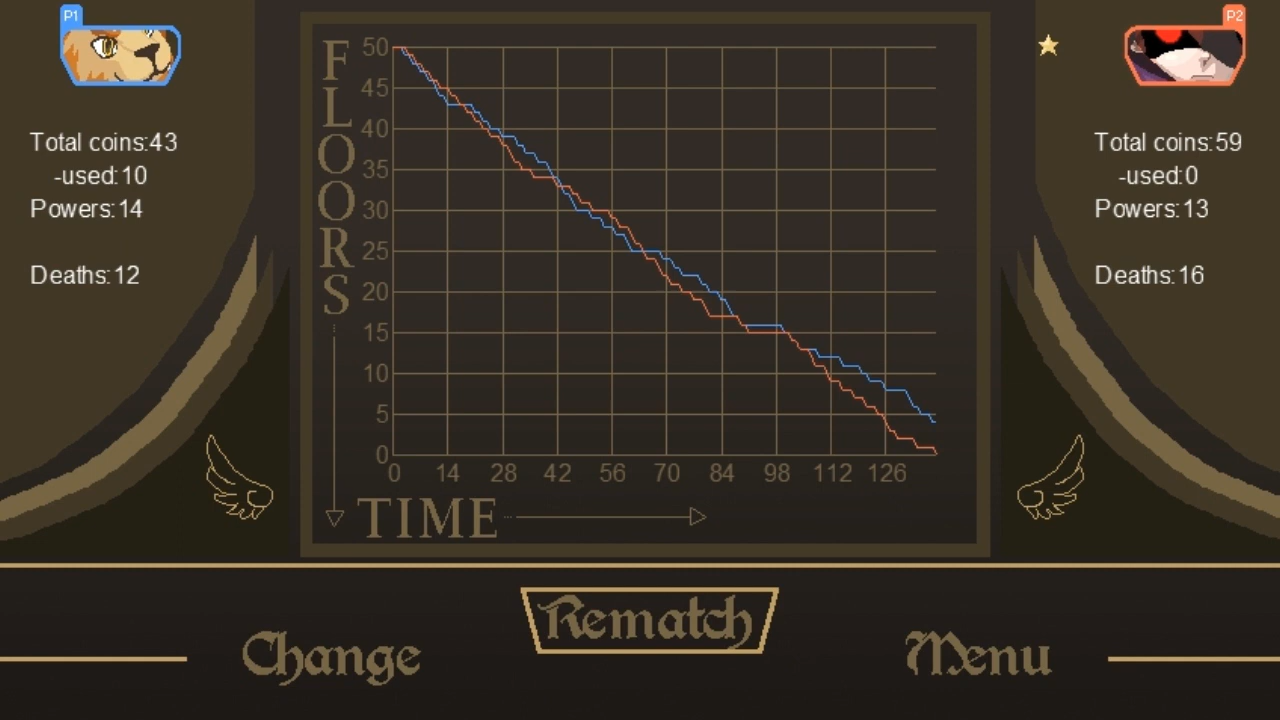 P1
P2
Total coins:43
-used:10
Powers:14
Deaths:12
FLOORS
50
45
40
35
30
25
20
15
10
5
0
0 14 28 42 56 70 84 98 112 126
TIME
Total coins:59
-used:0
Powers:13
Deaths:16
Rematch
Change
Menu